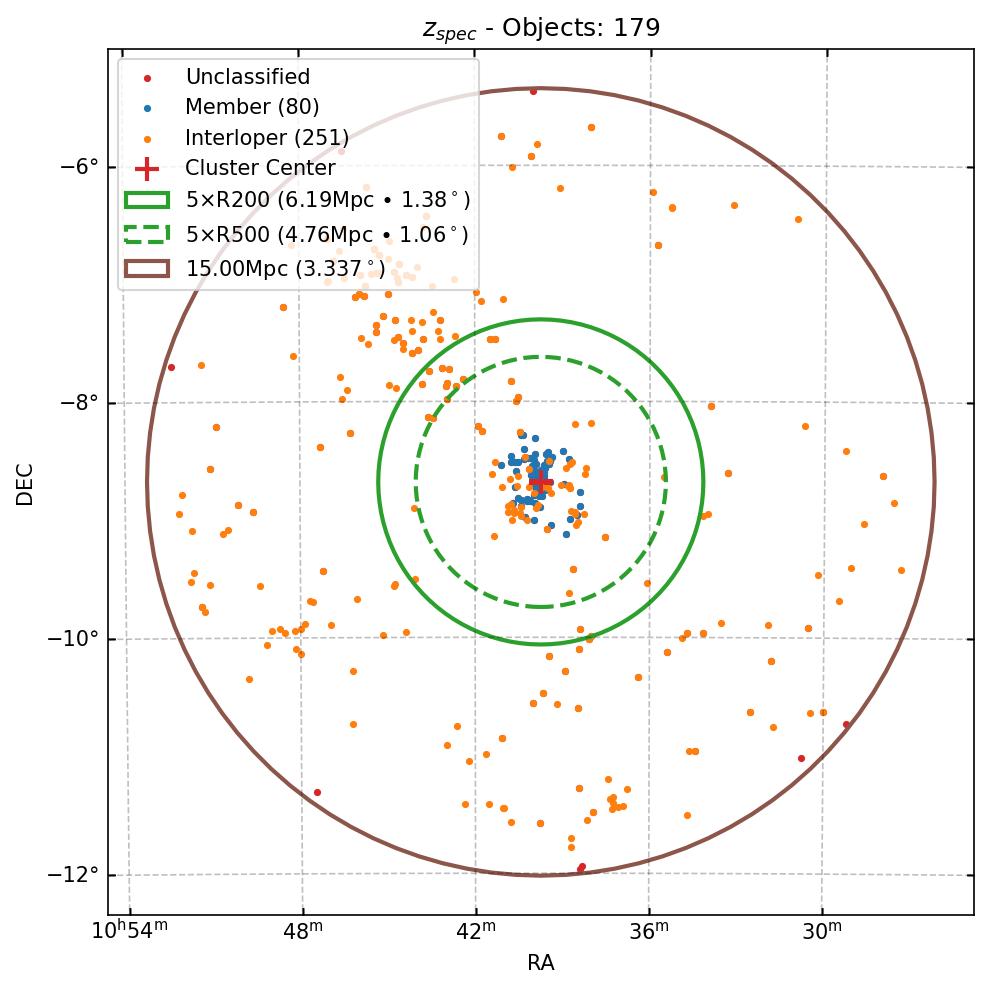 z_spec - Objects: 179
Unclassified
Member (80)
Interloper (251)
Cluster Center
5×R200 (6.19Mpc • 1.38°)
5×R500 (4.76Mpc • 1.06°)
15.00Mpc (3.337°)
−6°
−8°
−10°
−12°
DEC
10ʰ54ᵐ 48ᵐ 42ᵐ 36ᵐ 30ᵐ
RA